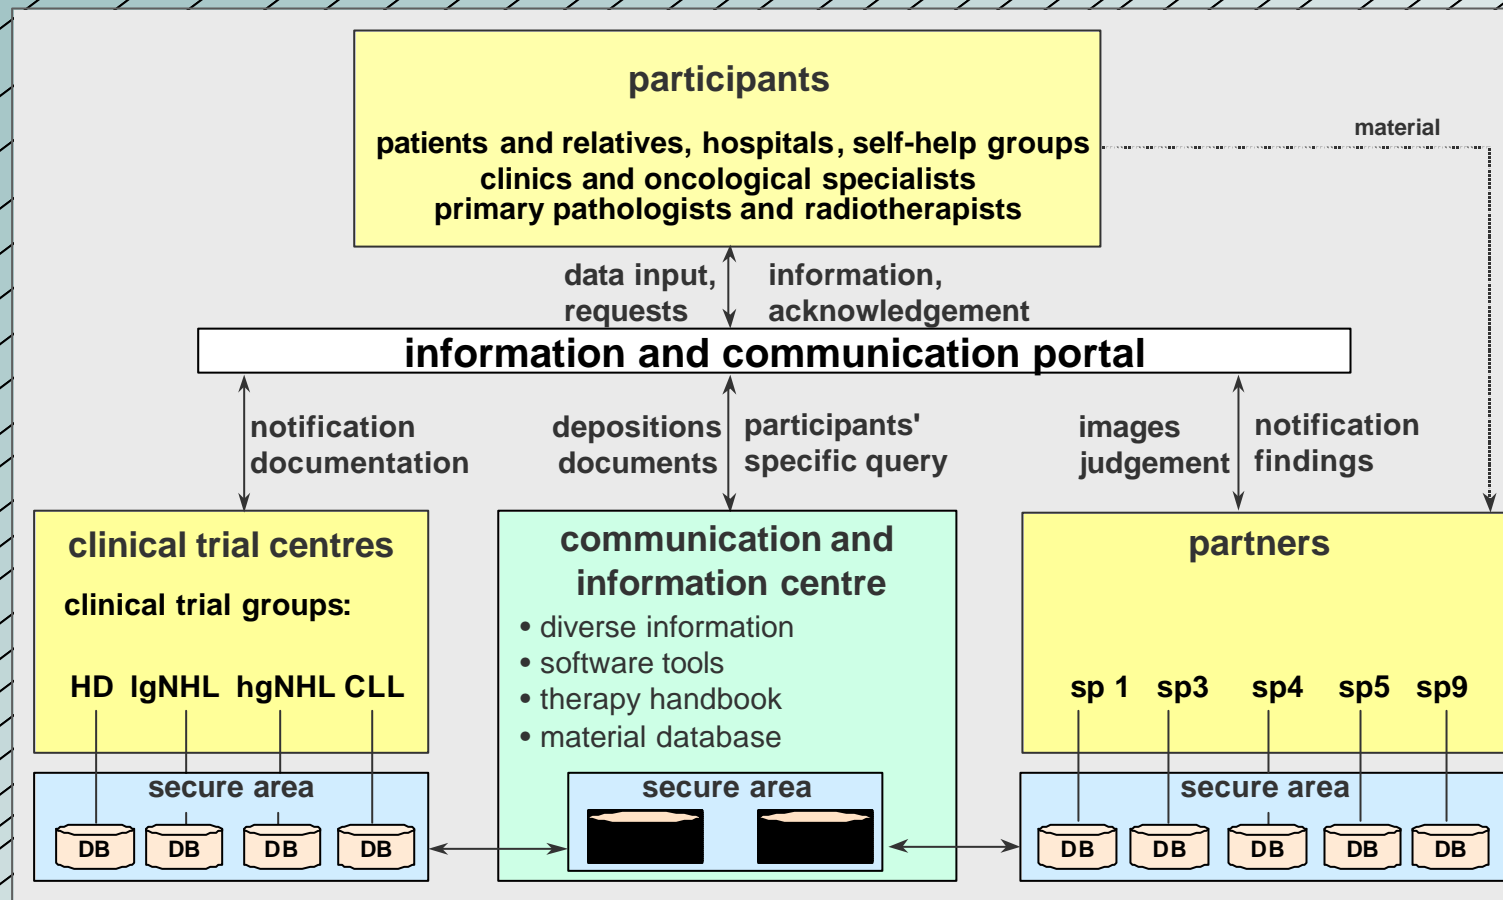 participants
patients and relatives, hospitals, self-help groups
clinics and oncological specialists
primary pathologists and radiotherapists
material
data input,
requests
information,
acknowledgement
information and communication portal
notification
documentation
depositions
documents
participants'
specific query
images
judgement
notification
findings
clinical trial centres
clinical trial groups:
HD lgNHL hgNHL CLL
secure area
DB DB DB DB
communication and
information centre
• diverse information
• software tools
• therapy handbook
• material database
secure area
partners
sp 1 sp3 sp4 sp5 sp9
secure area
DB DB DB DB DB